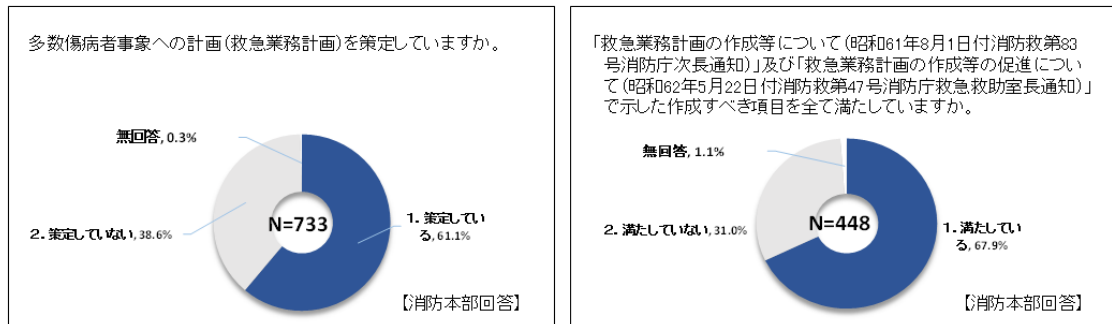 多数傷病者事象への計画(救急業務計画)を策定していますか。
無回答, 0.3%
N=733
2. 策定していない, 38.6%
1. 策定してい
る, 61.1%
【消防本部回答】
「救急業務計画の作成等について(昭和61年8月1日付消防救第83
号消防庁次長通知)」及び「救急業務計画の作成等の促進につい
て(昭和62年5月22日付消防救第47号消防庁救急救助室長通知)」
で示した作成すべき項目を全て満たしていますか。
無回答, 1.1%
N=448
2. 満たしていない, 31.0%
1. 満たしてい
る, 67.9%
【消防本部回答】